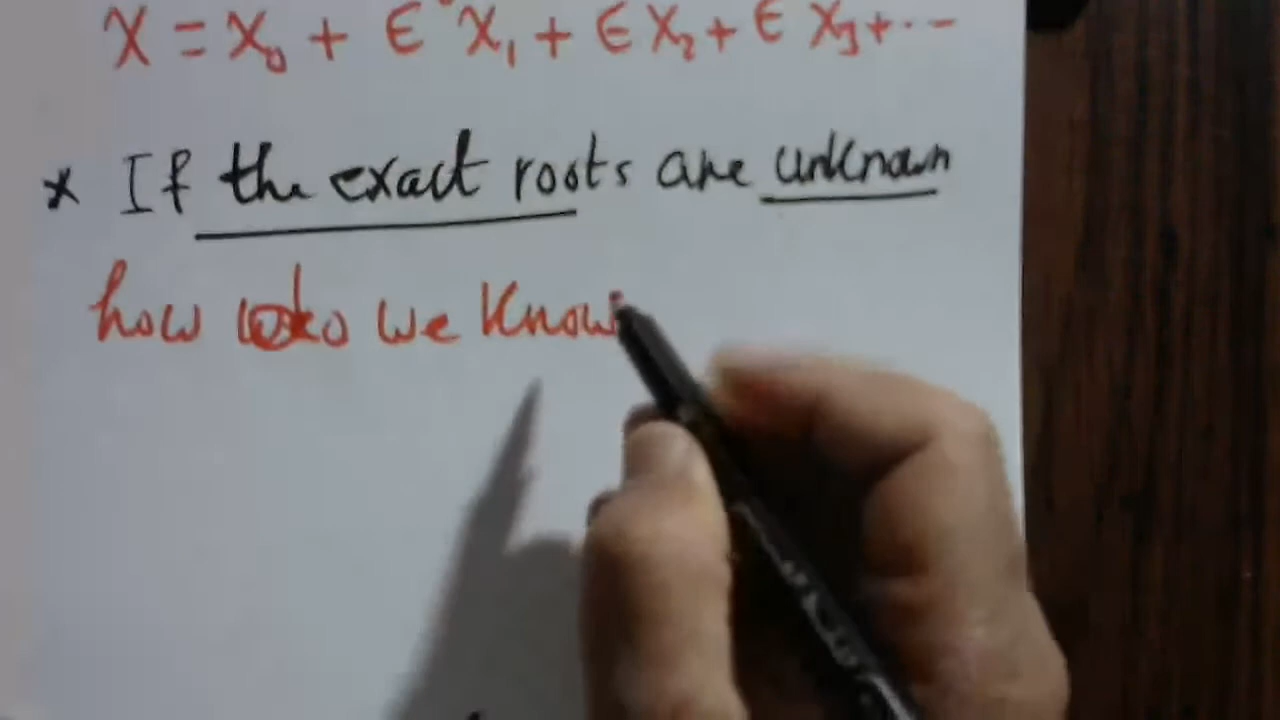 X = X₀ + ϵ X₁ + ϵ X₂ + ϵ X₃ + ...
* If the exact roots are unknown
how do we know